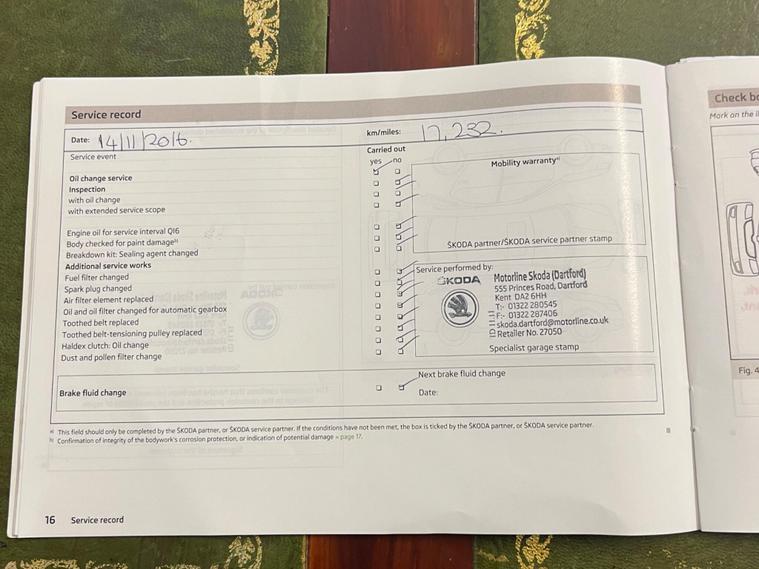 Service record
Check bo
Mark on the il
Date: 14/11/2016.
km/miles: 17,232.
Service event
Carried out
yes no
Mobility warranty a)
Oil change service
Inspection
with oil change
with extended service scope
Engine oil for service interval QI6
Body checked for paint damage b)
Breakdown kit: Sealing agent changed
ŠKODA partner/ŠKODA service partner stamp
Additional service works
Fuel filter changed
Spark plug changed
Air filter element replaced
Oil and oil filter changed for automatic gearbox
Toothed belt replaced
Toothed belt-tensioning pulley replaced
Haldex clutch: Oil change
Dust and pollen filter change
Service performed by:
ŠKODA
Motorline Skoda (Dartford)
555 Princes Road, Dartford
Kent DA2 6HH
T:- 01322 280545
F:- 01322 287406
skoda.dartford@motorline.co.uk
Retailer No. 27050
Specialist garage stamp
Brake fluid change
Next brake fluid change
Date:
Fig. 4
a) This field should only be completed by the ŠKODA partner, or ŠKODA service partner. If the conditions have not been met, the box is ticked by the ŠKODA partner, or ŠKODA service partner.
b) Confirmation of integrity of the bodywork's corrosion protection, or indication of potential damage » page 17.
16 Service record